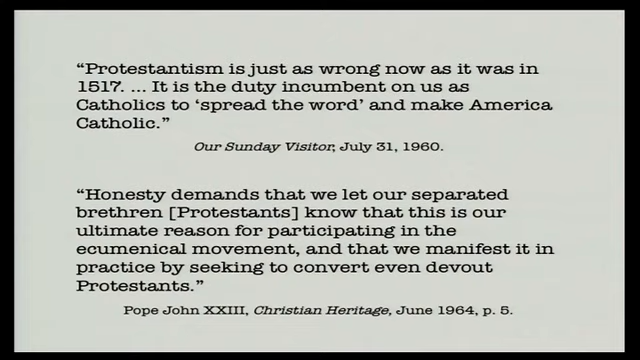 “Protestantism is just as wrong now as it was in
1517. ... It is the duty incumbent on us as
Catholics to ‘spread the word’ and make America
Catholic.”
Our Sunday Visitor, July 31, 1960.
“Honesty demands that we let our separated
brethren [Protestants] know that this is our
ultimate reason for participating in the
ecumenical movement, and that we manifest it in
practice by seeking to convert even devout
Protestants.”
Pope John XXIII, Christian Heritage, June 1964, p. 5.